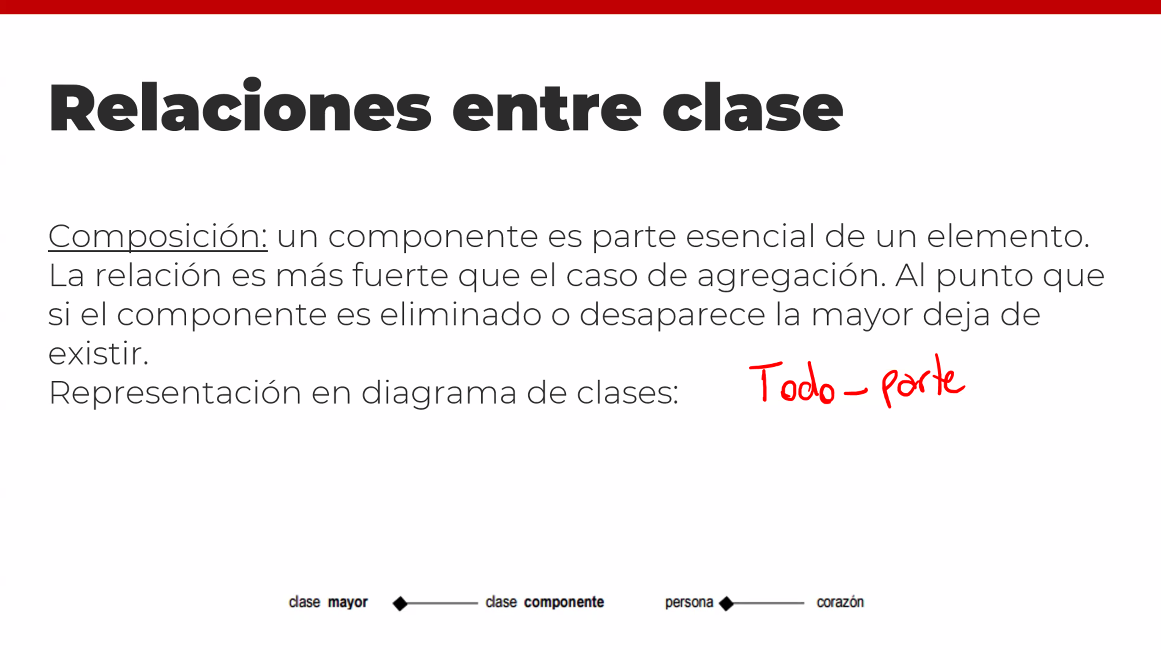 Relaciones entre clase
Composición: un componente es parte esencial de un elemento.
La relación es más fuerte que el caso de agregación. Al punto que
si el componente es eliminado o desaparece la mayor deja de
existir.
Representación en diagrama de clases:
Todo – parte
clase mayor clase componente persona corazón